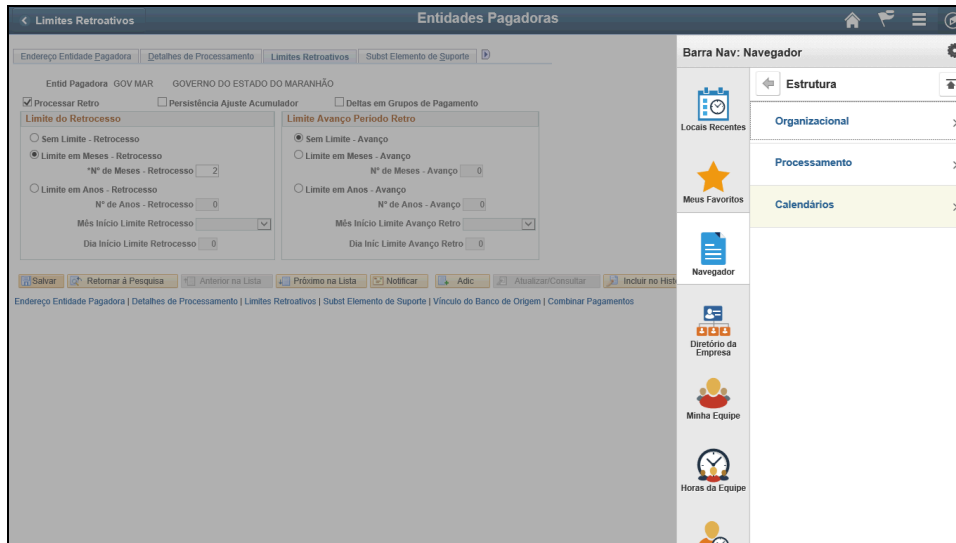 Limites Retroativos
Entidades Pagadoras
Endereço Entidade Pagadora
Detalhes de Processamento
Limites Retroativos
Subst Elemento de Suporte
Entid Pagadora GOV MAR GOVERNO DO ESTADO DO MARANHÃO
Processar Retro
Persistência Ajuste Acumulador
Deltas em Grupos de Pagamento
Limite do Retrocesso
Sem Limite - Retrocesso
Limite em Meses - Retrocesso
*Nº de Meses - Retrocesso 2
Limite em Anos - Retrocesso
Nº de Anos - Retrocesso 0
Mês Início Limite Retrocesso
Dia Início Limite Retrocesso 0
Limite Avanço Período Retro
Sem Limite - Avanço
Limite em Meses - Avanço
Nº de Meses - Avanço 0
Limite em Anos - Avanço
Nº de Anos - Avanço 0
Mês Início Limite Avanço Retro
Dia Iníc Limite Avanço Retro 0
Salvar
Retornar à Pesquisa
Anterior na Lista
Próximo na Lista
Notificar
Adic
Atualizar/Consultar
Incluir no Hist
Endereço Entidade Pagadora | Detalhes de Processamento | Limites Retroativos | Subst Elemento de Suporte | Vínculo do Banco de Origem | Combinar Pagamentos
Barra Nav: Navegador
Locais Recentes
Meus Favoritos
Navegador
Diretório da
Empresa
Minha Equipe
Horas da Equipe
Estrutura
Organizacional
Processamento
Calendários